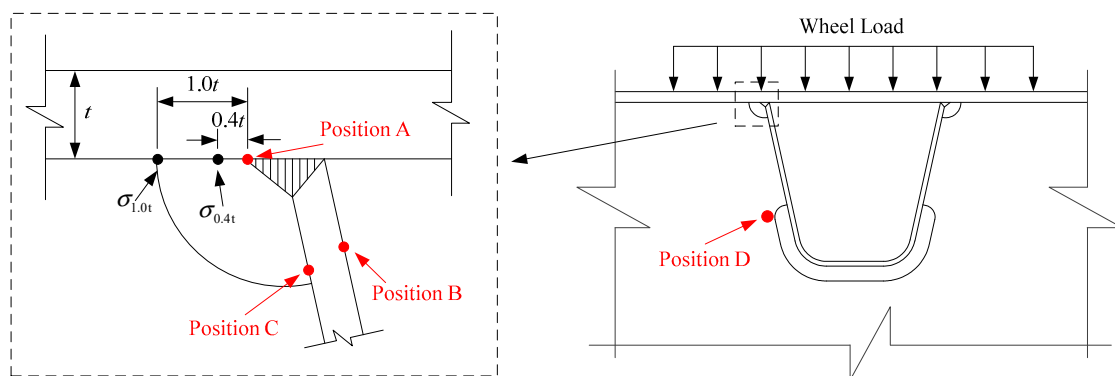 Wheel Load
1.0t
t
0.4t
Position A
σ1.0t
σ0.4t
Position B
Position C
Position D